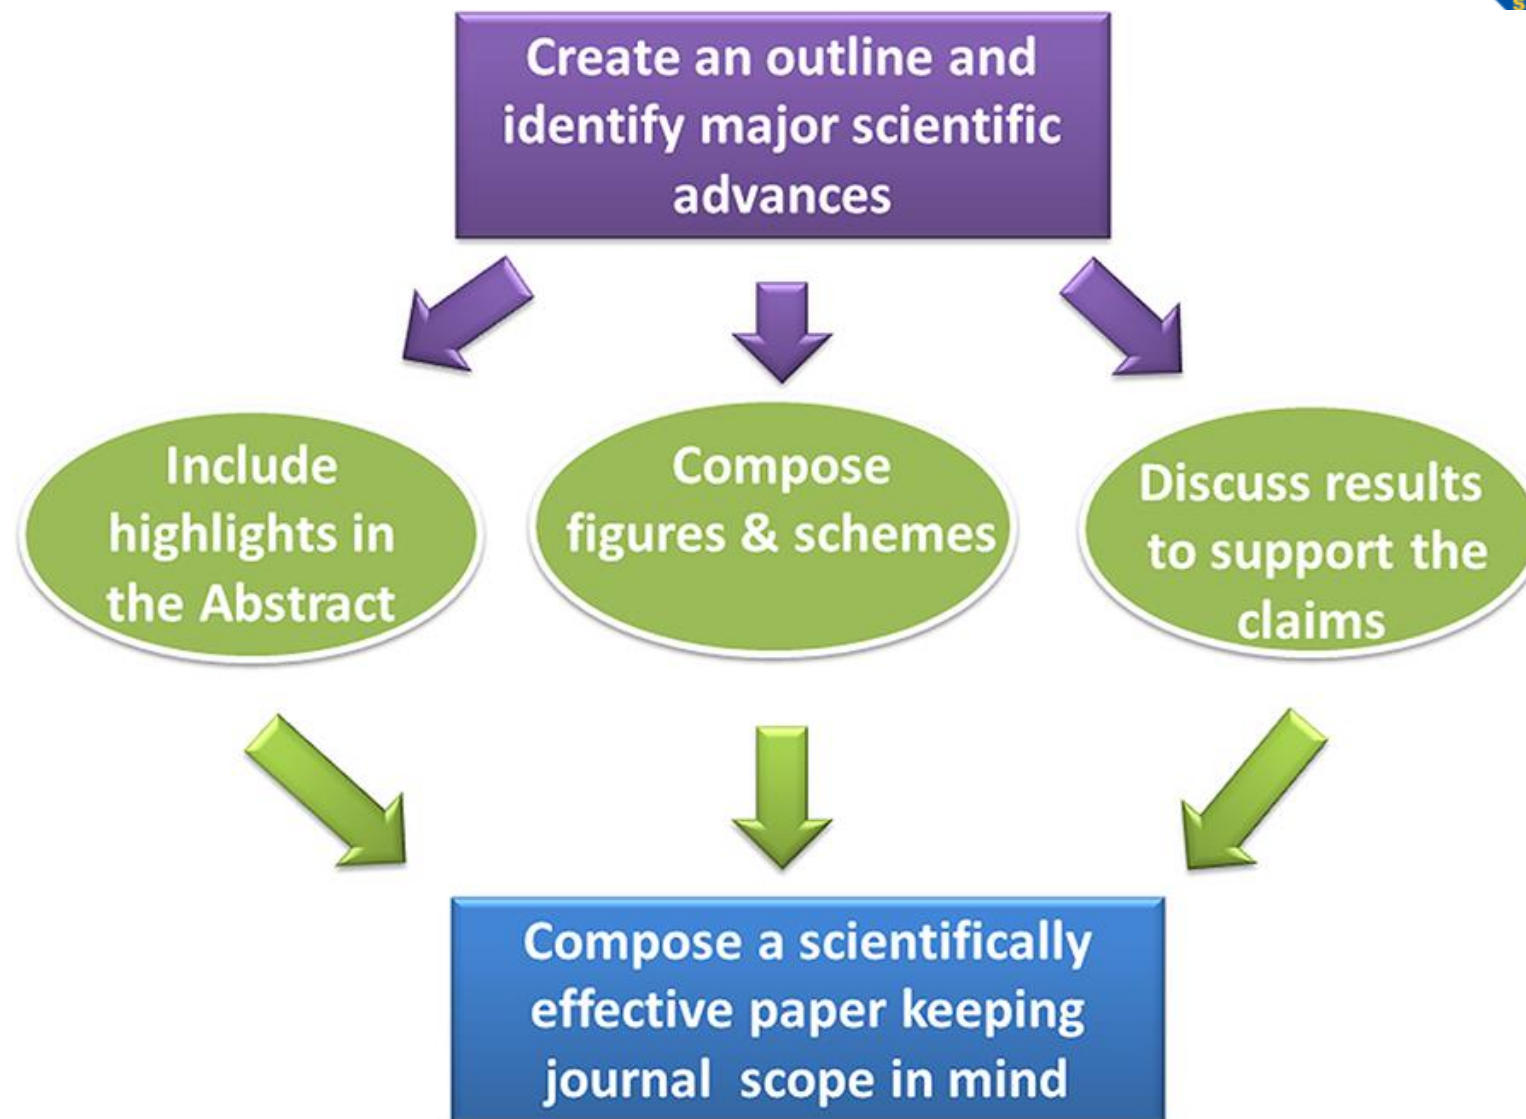 Create an outline and
identify major scientific
advances
Include
highlights in
the Abstract
Compose
figures & schemes
Discuss results
to support the
claims
Compose a scientifically
effective paper keeping
journal scope in mind